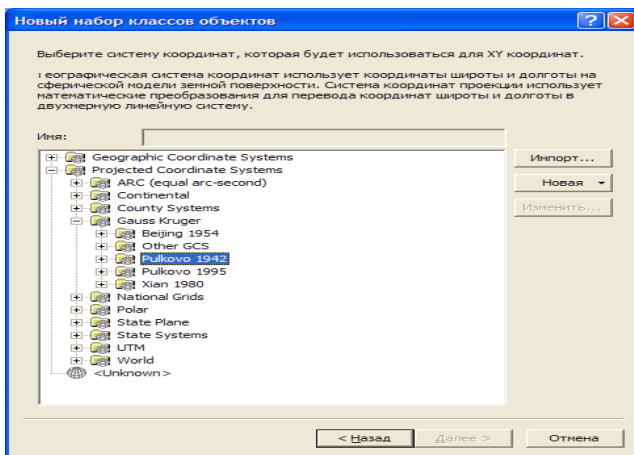 Новый набор классов объектов
Выберите систему координат, которая будет использоваться для XY координат.
Географическая система координат использует координаты широты и долготы на
сферической модели земной поверхности. Система координат проекции использует
математические преобразования для перевода координат широты и долготы в
двухмерную линейную систему.
Имя:
Geographic Coordinate Systems
Projected Coordinate Systems
ARC (equal arc-second)
Continental
County Systems
Gauss Kruger
Beijing 1954
Other GCS
Pulkovo 1942
Pulkovo 1995
Xian 1980
National Grids
Polar
State Plane
State Systems
UTM
World
<Unknown>
Импорт...
Новая
Изменить...
< Назад
Далее >
Отмена